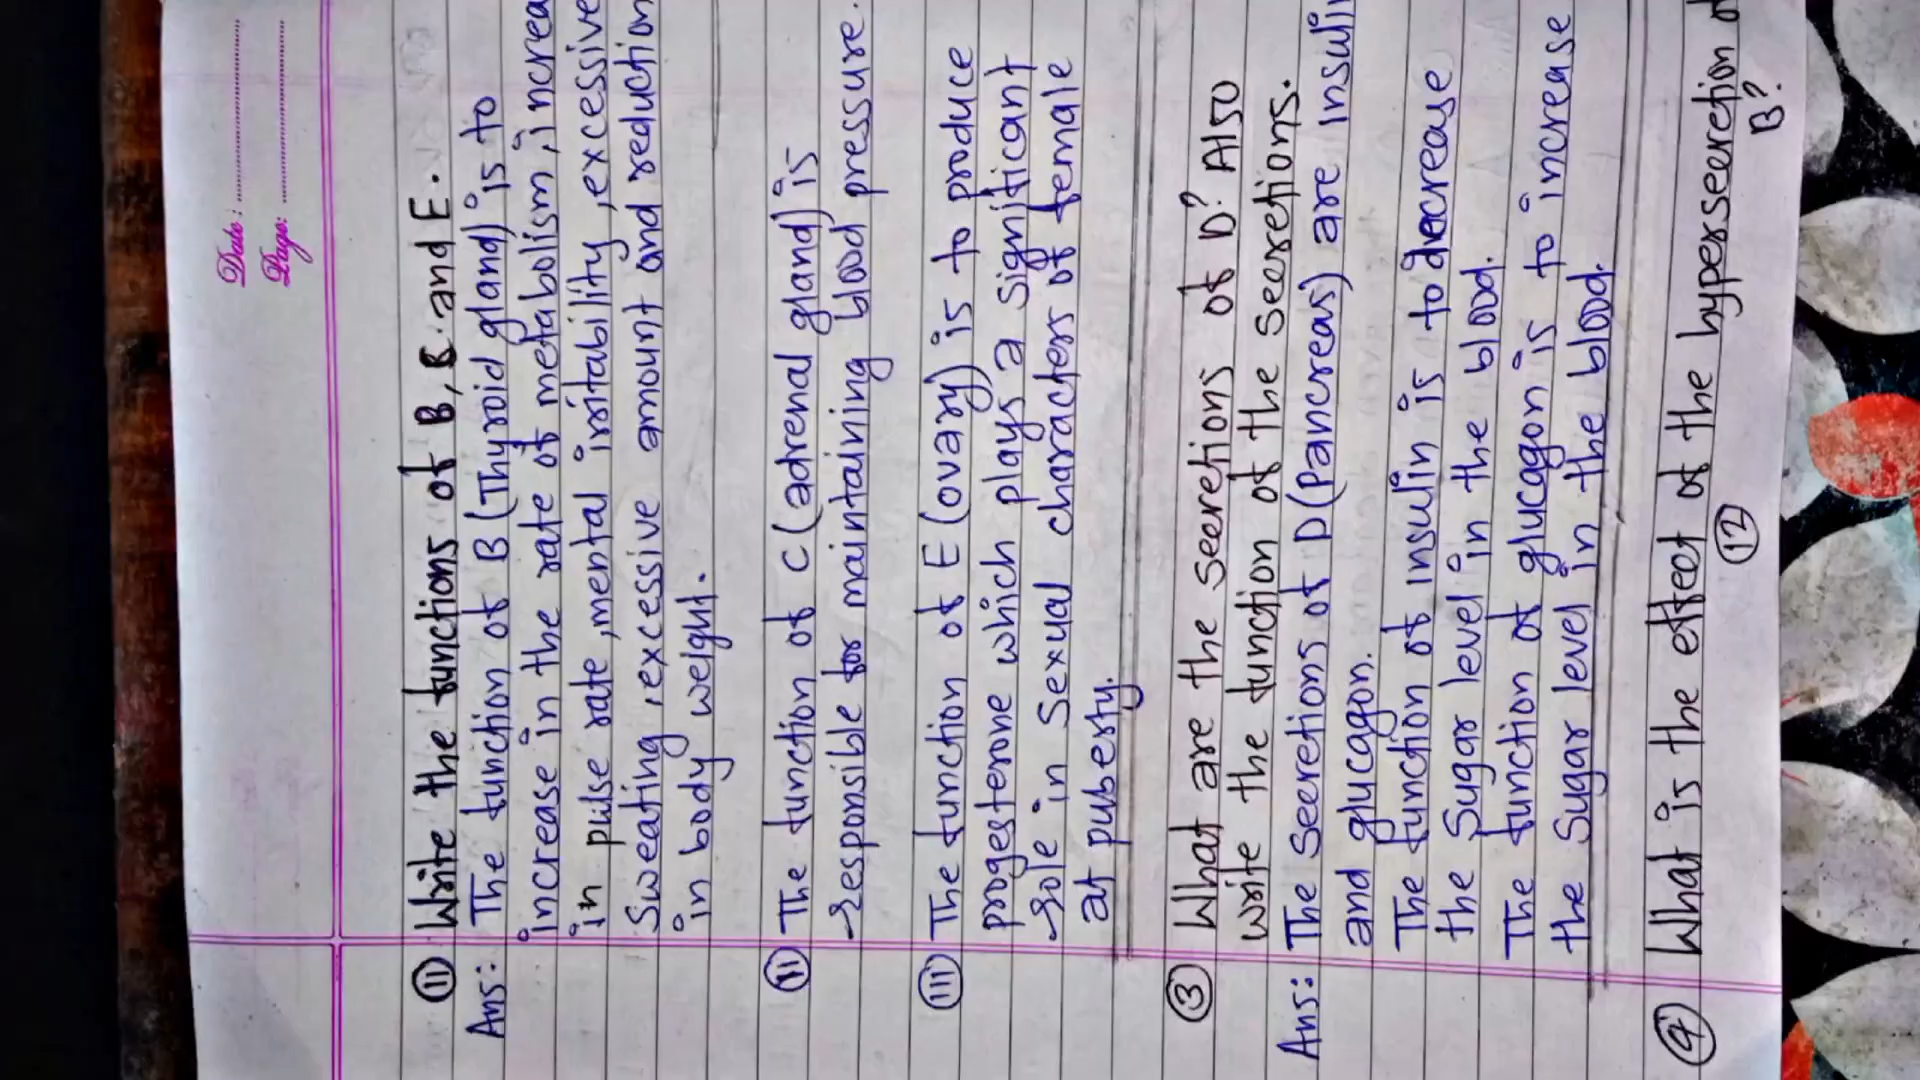 Date:
Page:
(ii) Write the functions of B, B and E.
Ans: The function of B (Thyroid gland) is to
increase in the rate of metabolism, increa
in pulse rate, mental irritability, excessive
Sweating, excessive amount and reduction
in body weight.
(ii) The function of C (adrenal gland) is
responsible for maintaining blood pressure.
(iii) The function of E (ovary) is to produce
progesterone which plays a significant
role in sexual characters of female
at puberty.
(3) What are the seeretions of D? Also
write the function of the seeretions.
Ans: The seeretions of D (Pancreas) are insuli
and glucagon.
The function of insulin is to decrease
the Sugar level in the blood.
The function of glucagon is to increase
the Sugar level in the blood.
(4) What is the effect of the hyperseeretion of
(12) B?